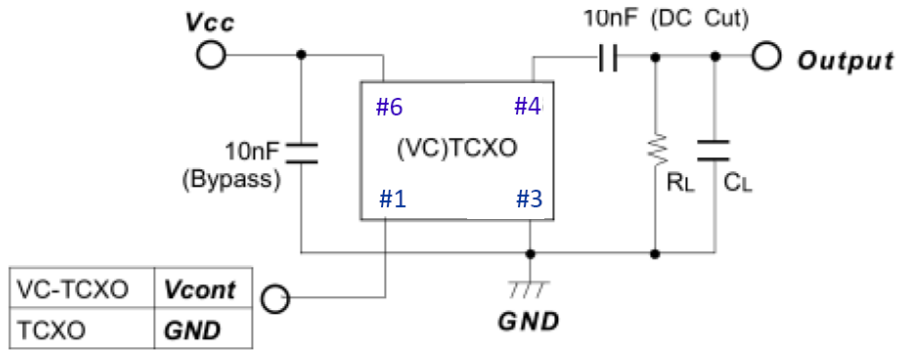 Vcc
10nF (DC Cut)
Output
#6
#4
10nF
(Bypass)
(VC)TCXO
#1
#3
RL
CL
VC-TCXO Vcont
TCXO GND
GND